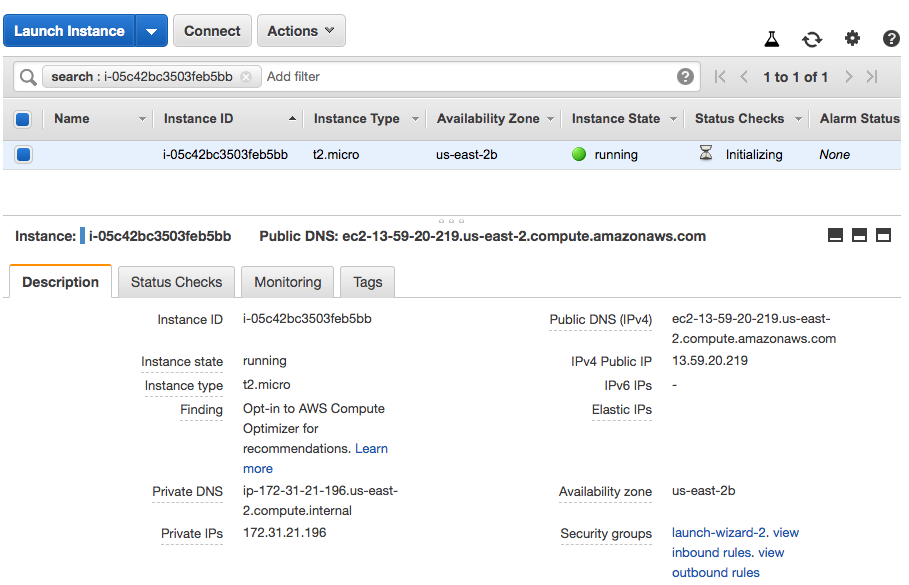 Launch Instance Connect Actions
search : i-05c42bc3503feb5bb Add filter 1 to 1 of 1
Name Instance ID Instance Type Availability Zone Instance State Status Checks Alarm Status
i-05c42bc3503feb5bb t2.micro us-east-2b running Initializing None
Instance: i-05c42bc3503feb5bb Public DNS: ec2-13-59-20-219.us-east-2.compute.amazonaws.com
Description Status Checks Monitoring Tags
Instance ID i-05c42bc3503feb5bb
Public DNS (IPv4) ec2-13-59-20-219.us-east-
2.compute.amazonaws.com
Instance state running
IPv4 Public IP 13.59.20.219
Instance type t2.micro
IPv6 IPs -
Finding Opt-in to AWS Compute
Optimizer for
recommendations. Learn
more
Elastic IPs
Private DNS ip-172-31-21-196.us-east-
2.compute.internal
Availability zone us-east-2b
Private IPs 172.31.21.196
Security groups launch-wizard-2. view
inbound rules. view
outbound rules